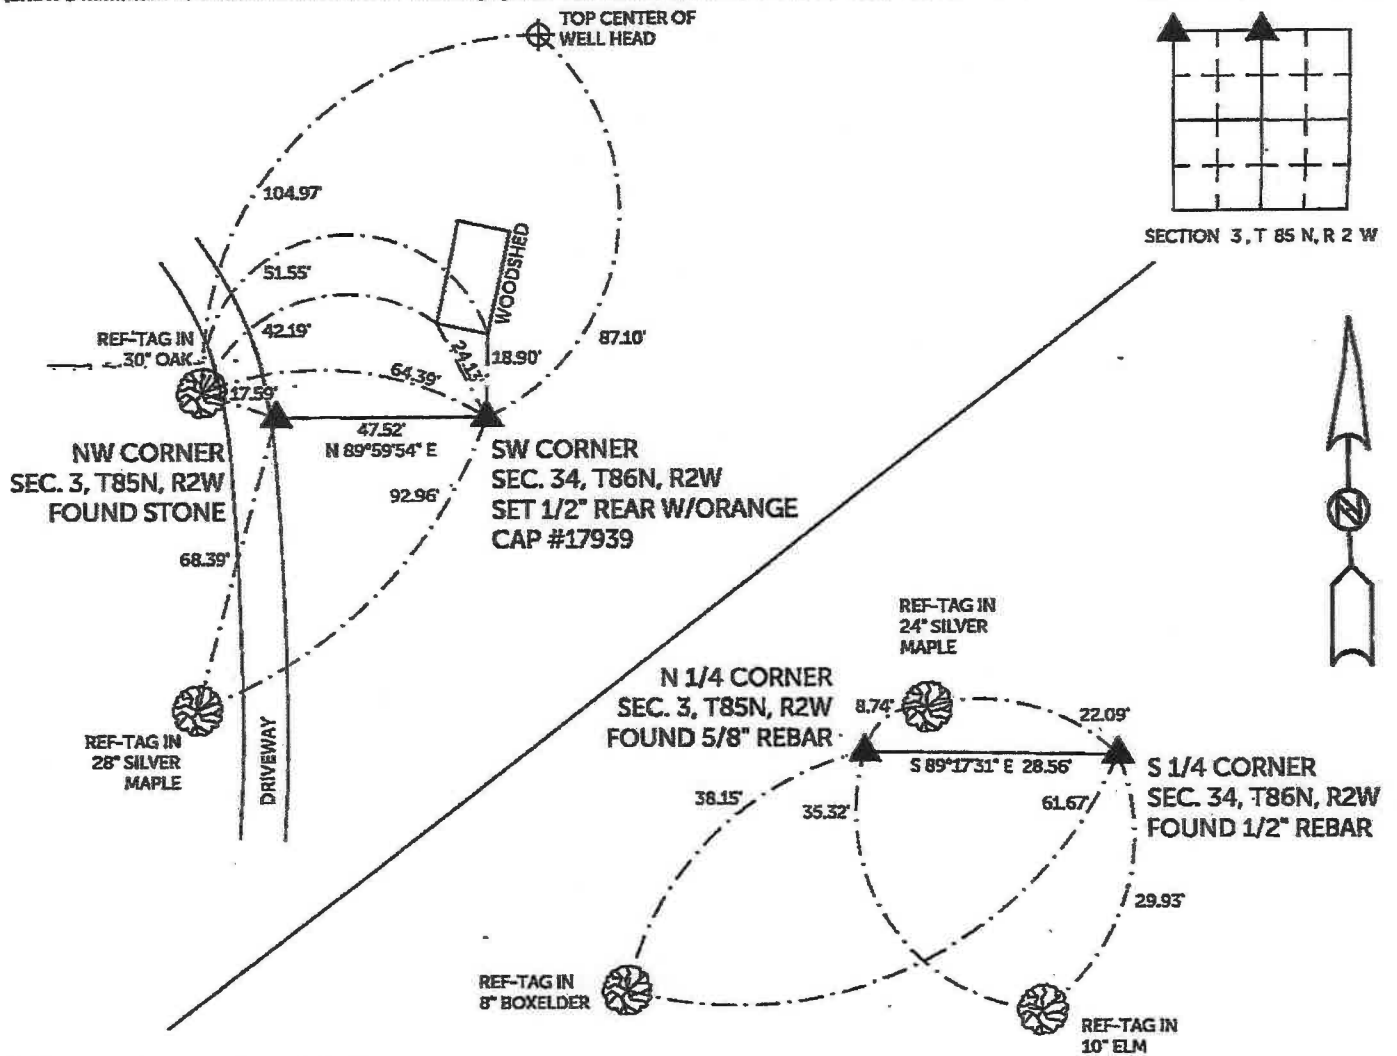 TOP CENTER OF
WELL HEAD
SECTION 3, T 85 N, R 2 W
104.97'
51.55'
WOODSHED
42.19'
REF-TAG IN
30" OAK
87.10'
24.13'
18.90'
64.39'
17.59'
47.52'
N 89°59'54" E
NW CORNER
SEC. 3, T85N, R2W
FOUND STONE
SW CORNER
SEC. 34, T86N, R2W
SET 1/2" REAR W/ORANGE
CAP #17939
92.96'
68.39'
N
REF-TAG IN
28" SILVER
MAPLE
DRIVEWAY
REF-TAG IN
24" SILVER
MAPLE
N 1/4 CORNER
SEC. 3, T85N, R2W
FOUND 5/8" REBAR
8.74'
22.09'
S 89°17'31" E 28.56'
S 1/4 CORNER
SEC. 34, T86N, R2W
FOUND 1/2" REBAR
38.15'
35.32'
61.67'
29.93'
REF-TAG IN
8" BOXELDER
REF-TAG IN
10" ELM